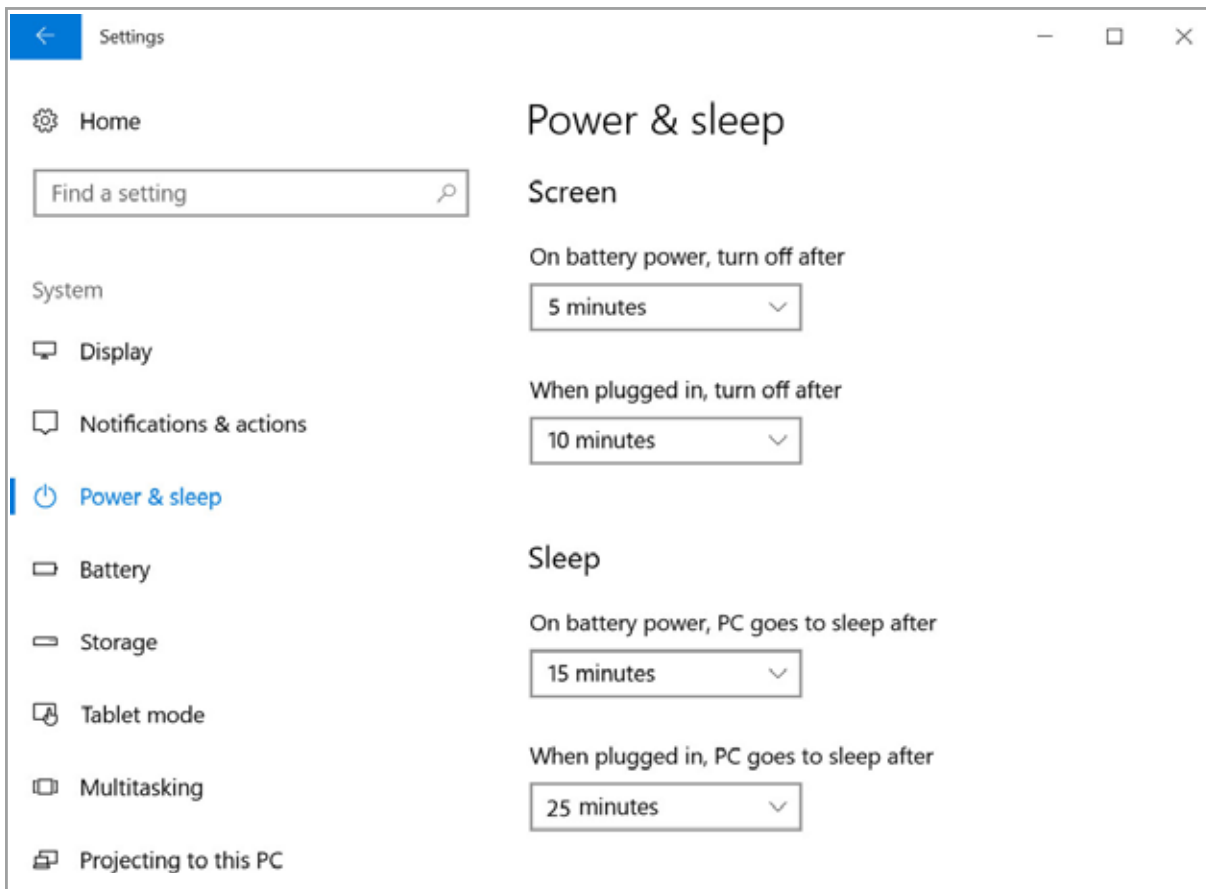 Settings
Home
Find a setting
System
Display
Notifications & actions
Power & sleep
Battery
Storage
Tablet mode
Multitasking
Projecting to this PC
Power & sleep
Screen
On battery power, turn off after
5 minutes
When plugged in, turn off after
10 minutes
Sleep
On battery power, PC goes to sleep after
15 minutes
When plugged in, PC goes to sleep after
25 minutes